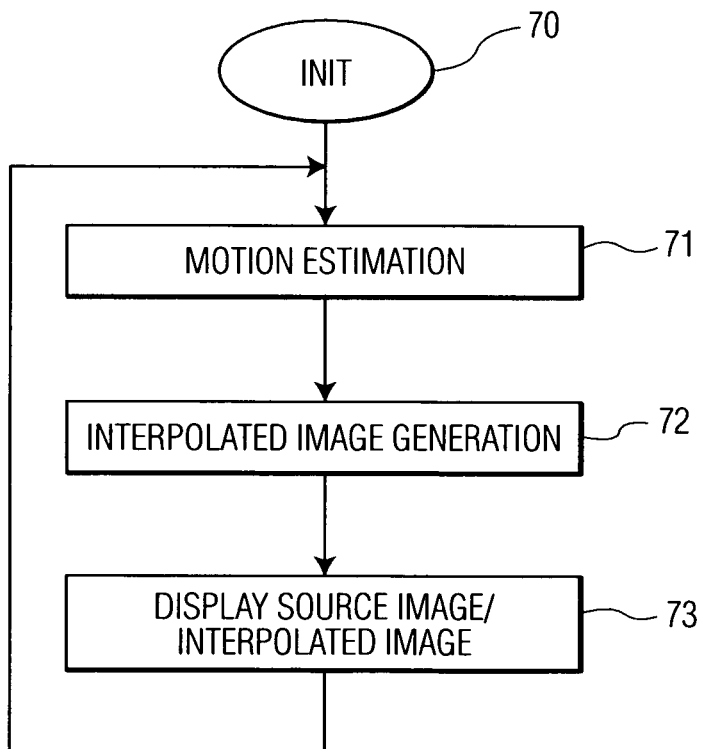 70
INIT
71
MOTION ESTIMATION
72
INTERPOLATED IMAGE GENERATION
73
DISPLAY SOURCE IMAGE/
INTERPOLATED IMAGE